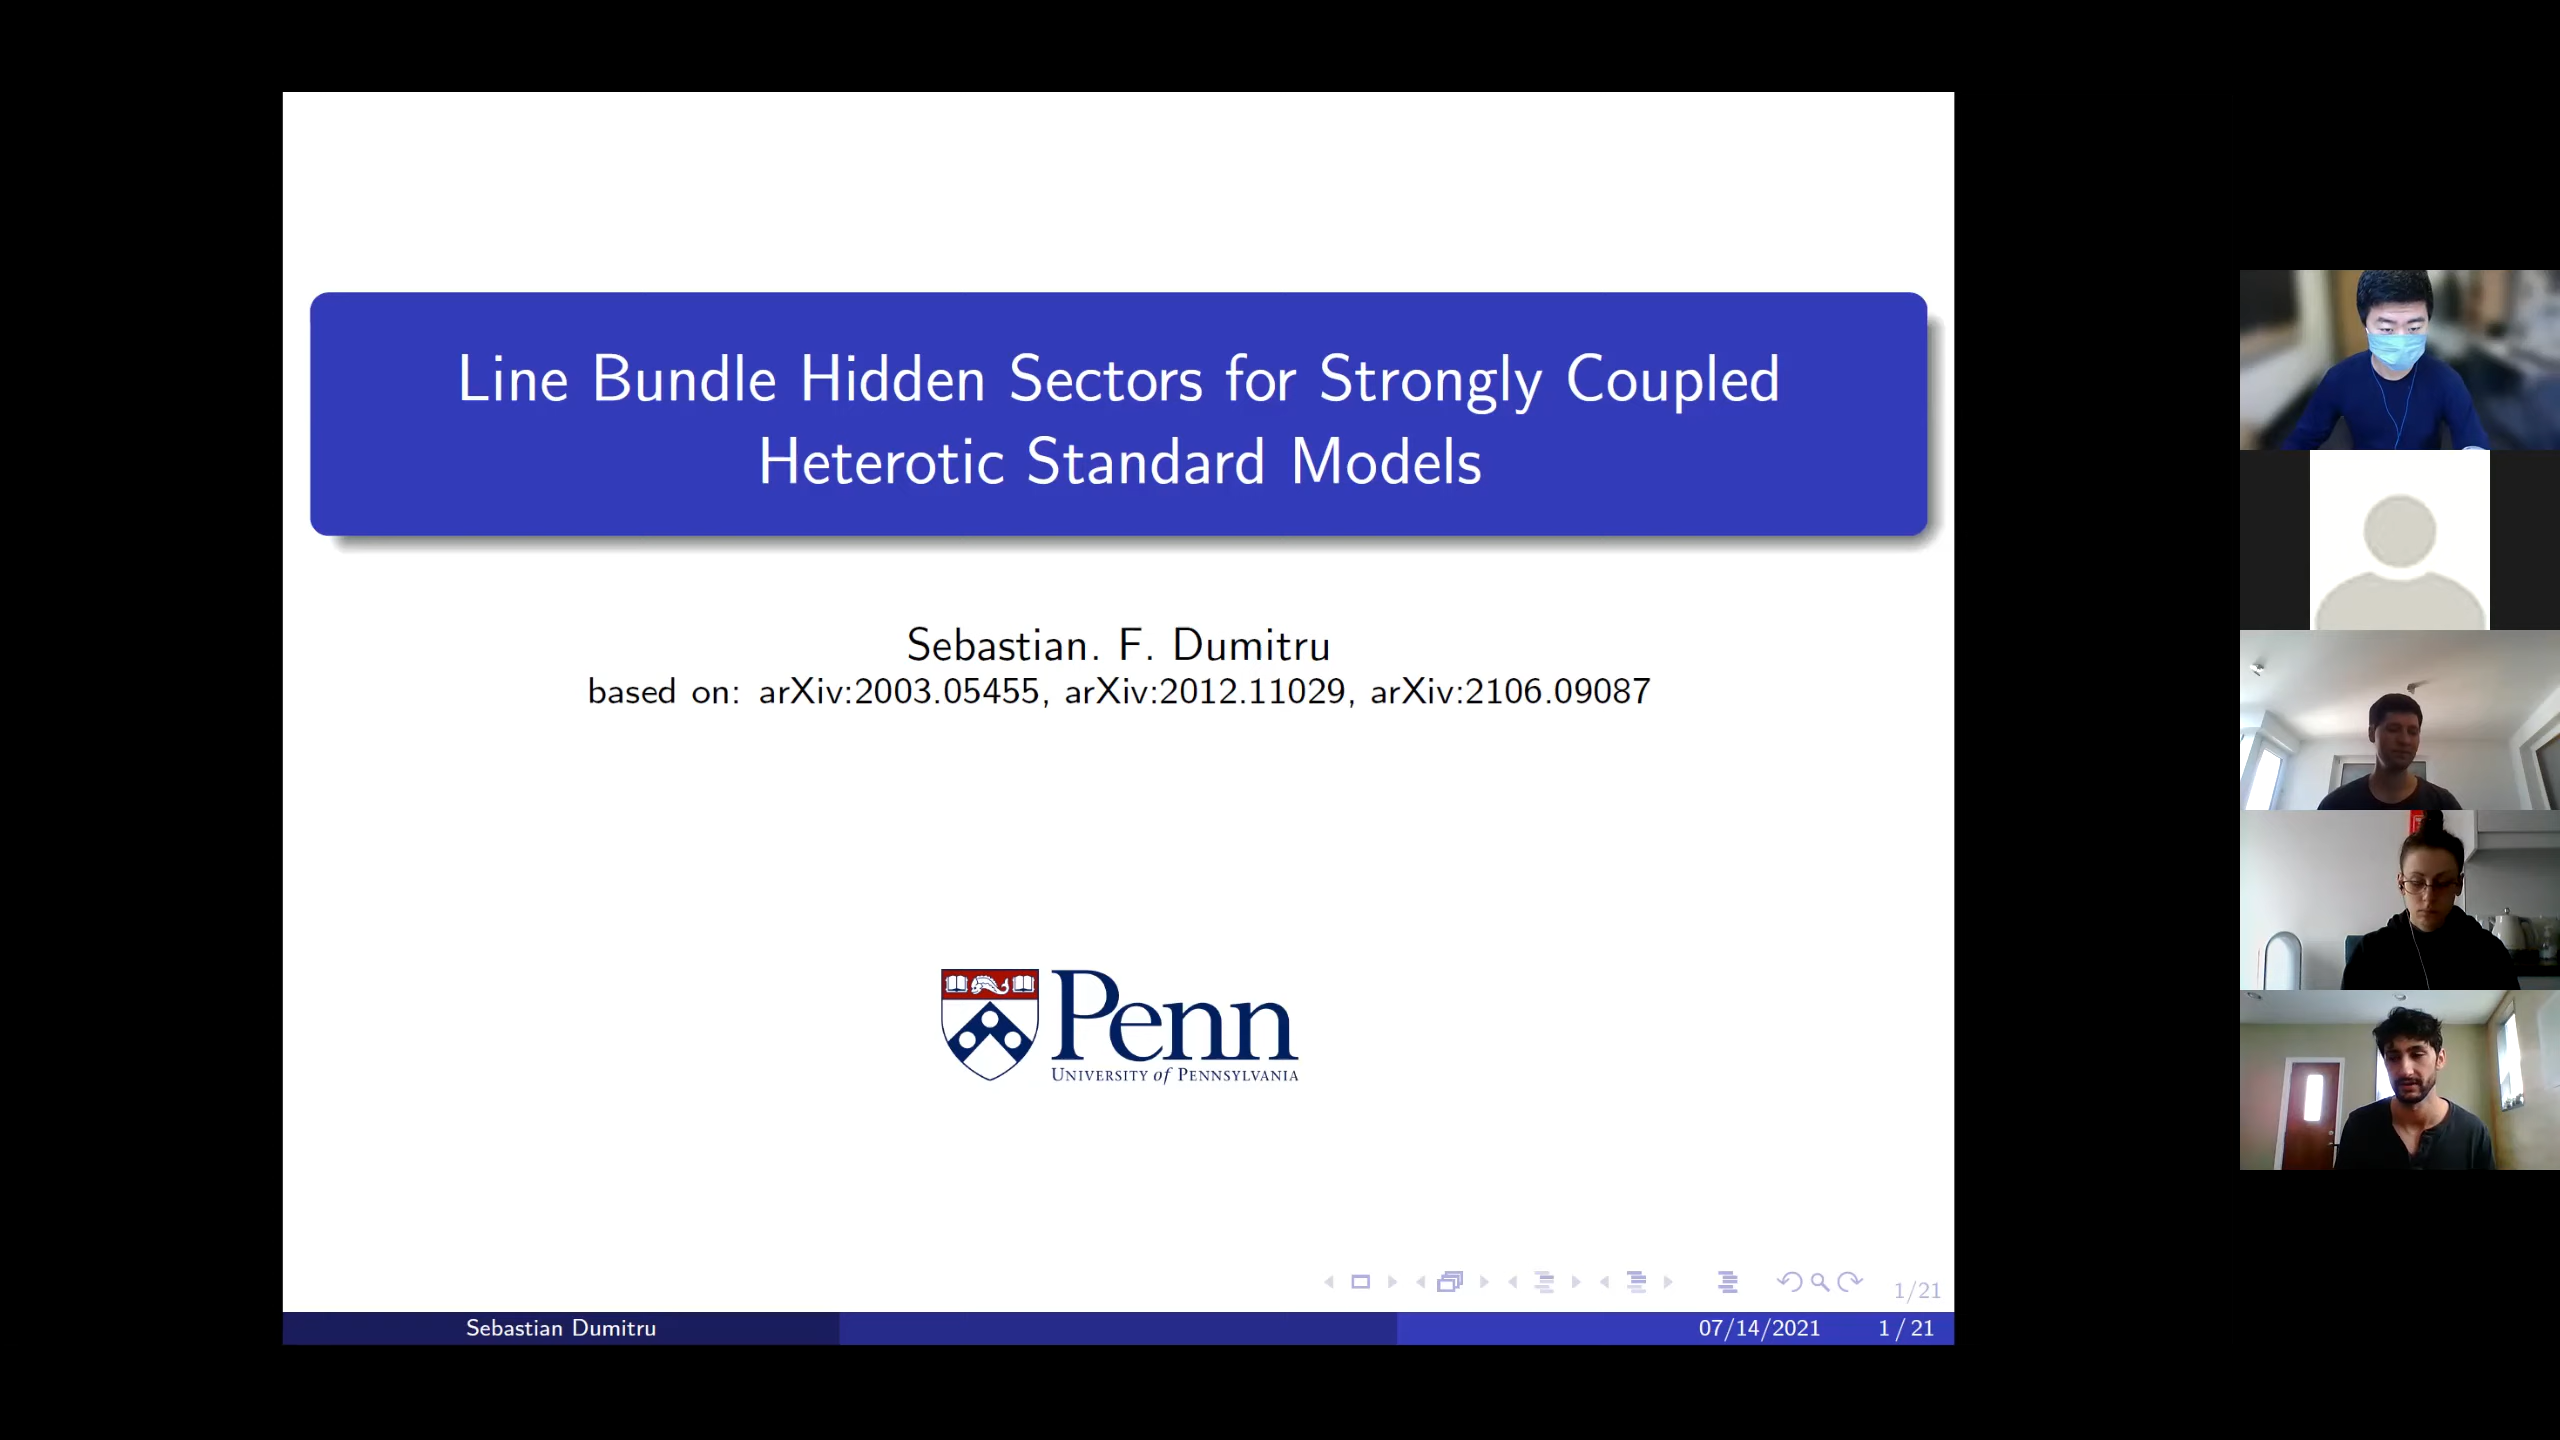 Line Bundle Hidden Sectors for Strongly Coupled
Heterotic Standard Models
Sebastian. F. Dumitru
based on: arXiv:2003.05455, arXiv:2012.11029, arXiv:2106.09087
Penn
UNIVERSITY of PENNSYLVANIA
1/21
Sebastian Dumitru
07/14/2021
1 / 21